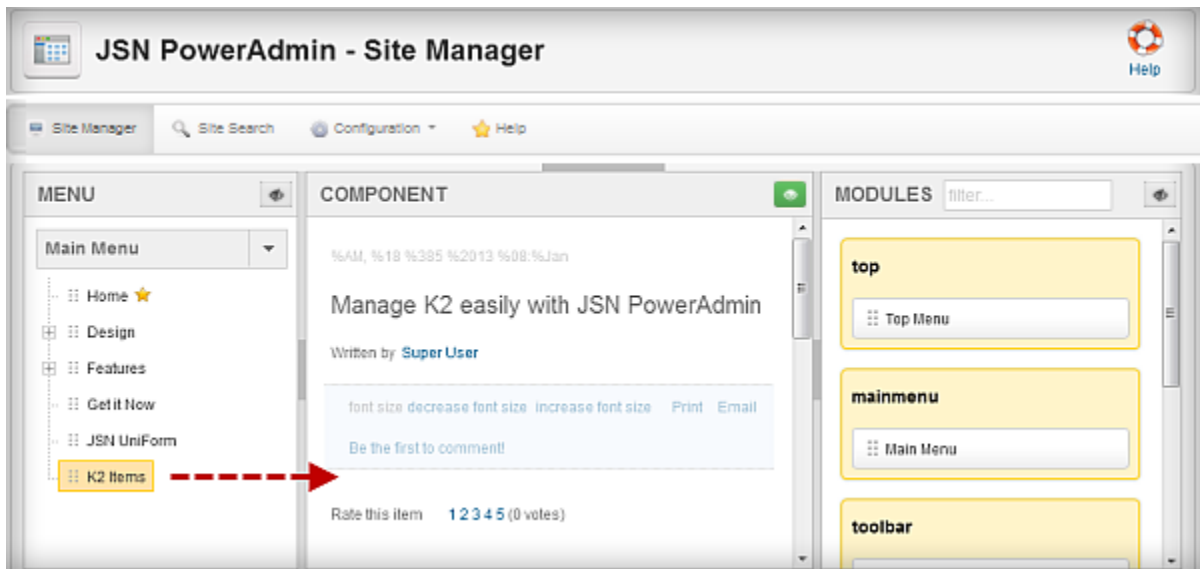 JSN PowerAdmin - Site Manager
Help
Site Manager
Site Search
Configuration
Help
MENU
Main Menu
Home
Design
Features
Get it Now
JSN UniForm
K2 Items
COMPONENT
%AM, %18 %385 %2013 %08:%Jan
Manage K2 easily with JSN PowerAdmin
Written by Super User
font size decrease font size increase font size Print Email
Be the first to comment!
Rate this item 1 2 3 4 5 (0 votes)
MODULES filter...
top
Top Menu
mainmenu
Main Menu
toolbar